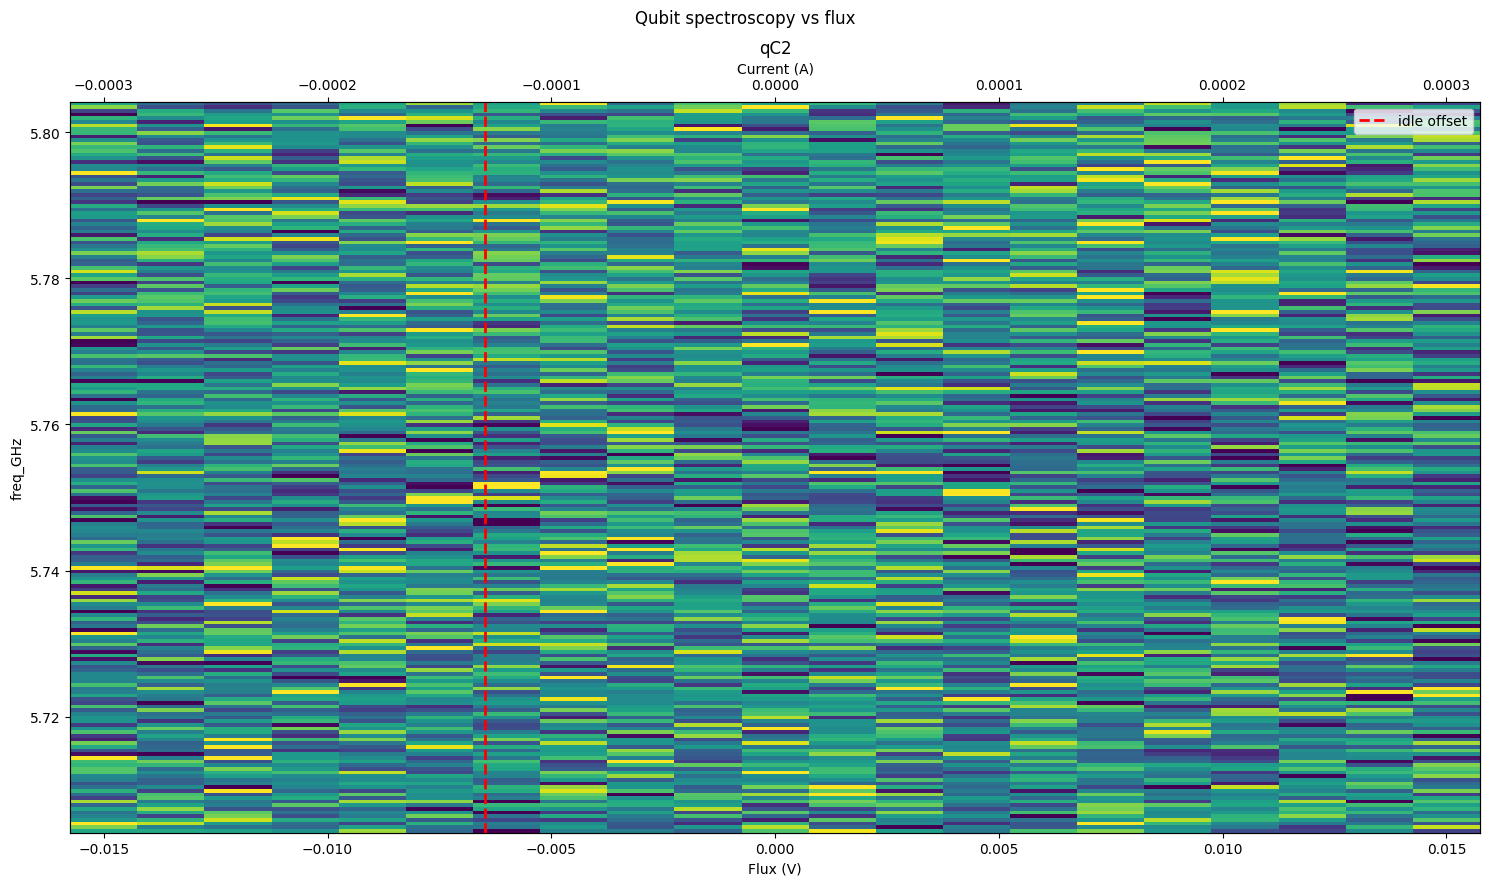 Qubit spectroscopy vs flux
qC2
Current (A)
−0.0003 −0.0002 −0.0001 0.0000 0.0001 0.0002 0.0003
idle offset
5.80
5.78
5.76
5.74
5.72
freq_GHz
−0.015 −0.010 −0.005 0.000 0.005 0.010 0.015
Flux (V)